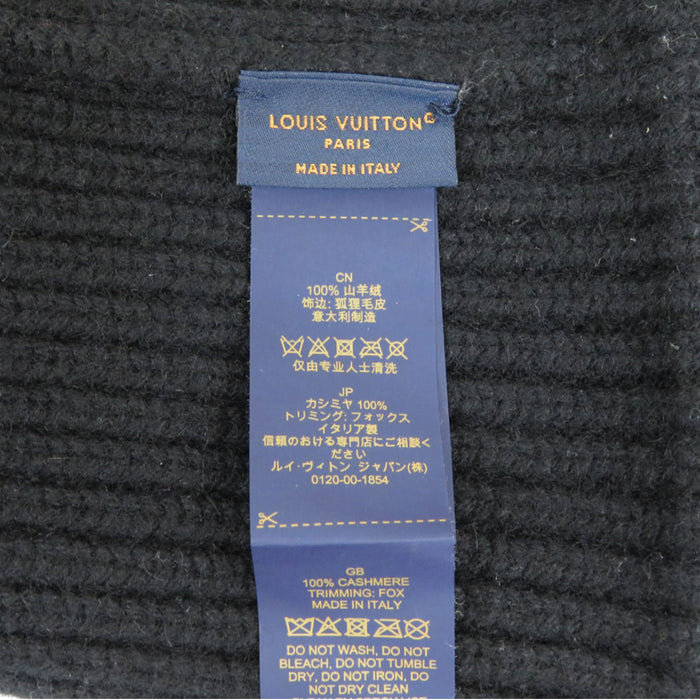 LOUIS VUITTON
PARIS
MADE IN ITALY
CN
100% 山羊绒
饰边: 狐狸毛皮
意大利制造
仅由专业人士清洗
JP
カシミヤ 100%
トリミング: フォックス
イタリア製
信頼のおける専門店にご相談く
ださい
ルイ・ヴィトン ジャパン(株)
0120-00-1854
GB
100% CASHMERE
TRIMMING: FOX
MADE IN ITALY
DO NOT WASH, DO NOT
BLEACH, DO NOT TUMBLE
DRY, DO NOT IRON, DO
NOT DRY CLEAN